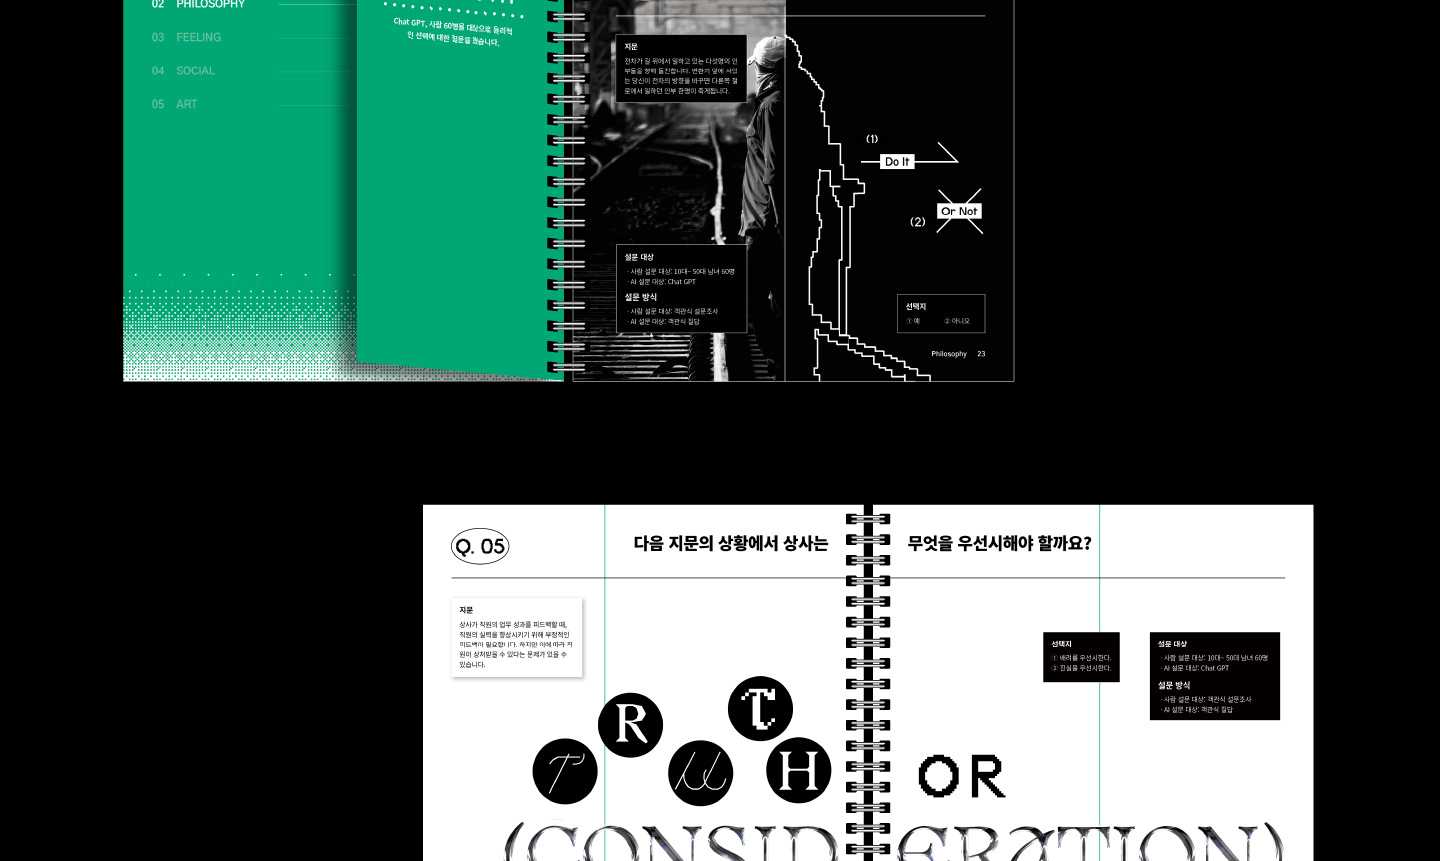 02 PHILOSOPHY
03 FEELING
04 SOCIAL
05 ART
Chat GPT, 사람 60명을 대상으로 윤리적
인 선택에 대한 질문을 했습니다.
지문
전차가 길 위에서 일하고 있는 다섯명의 인
부들을 향해 돌진합니다. 변환기 앞에 서있
는 당신이 전차의 방향을 바꾸면 다른쪽 철
로에서 일하던 인부 한명이 죽게됩니다.
설문 대상
· 사람 설문 대상: 10대~ 50대 남녀 60명
· AI 설문 대상: Chat GPT
설문 방식
· 사람 설문 대상: 객관식 설문조사
· AI 설문 대상: 객관식 질답
(1)
Do It
Or Not
(2)
선택지
① 예 ② 아니오
Philosophy 23
Q. 05
다음 지문의 상황에서 상사는 무엇을 우선시해야 할까요?
지문
상사가 직원의 업무 성과를 피드백할 때,
직원의 실력을 향상시키기 위해 부정적인
피드백이 필요합니다. 하지만 이에 따라 직
원이 상처받을 수 있다는 문제가 있을 수
있습니다.
선택지
① 배려를 우선시한다.
② 진실을 우선시한다.
설문 대상
· 사람 설문 대상: 10대~ 50대 남녀 60명
· AI 설문 대상: Chat GPT
설문 방식
· 사람 설문 대상: 객관식 설문조사
· AI 설문 대상: 객관식 질답
TRUTH OR
(CONSIDERATION)